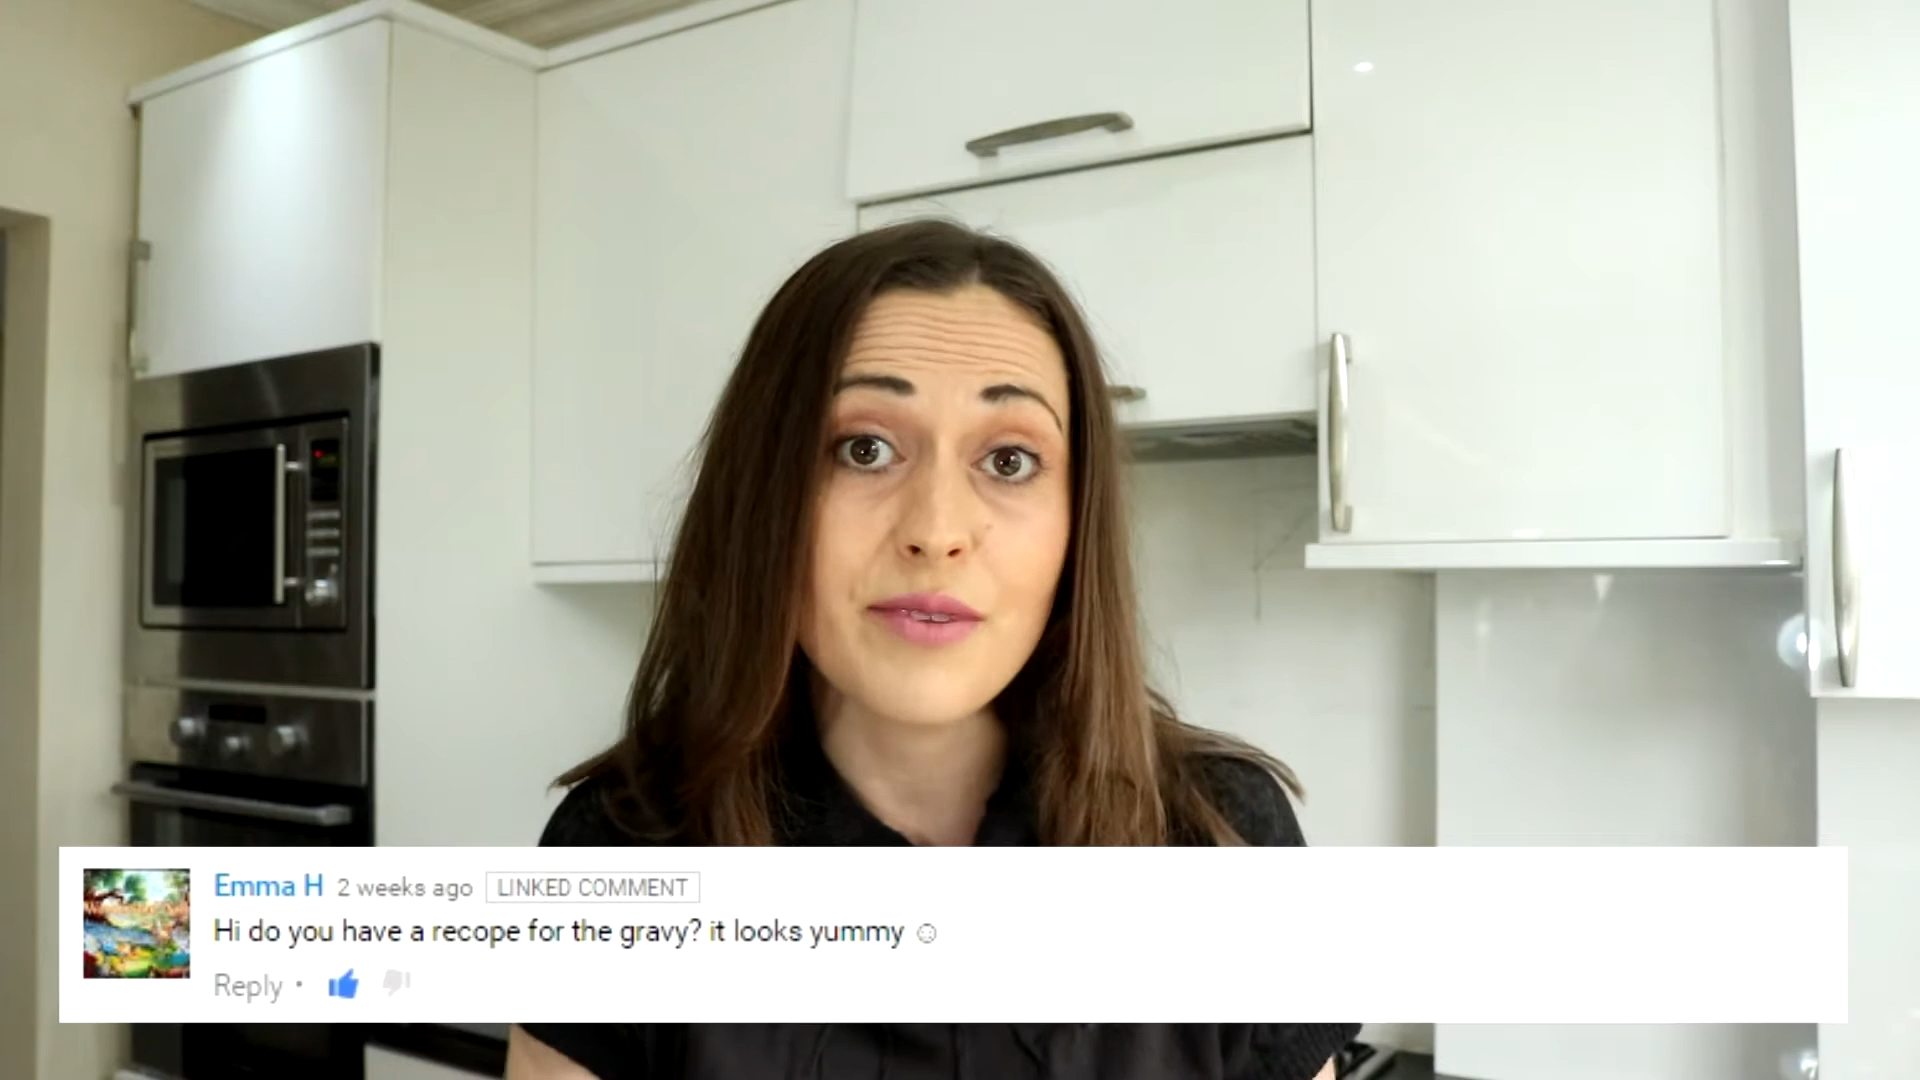 Emma H 2 weeks ago LINKED COMMENT
Hi do you have a recope for the gravy? it looks yummy ☺
Reply •